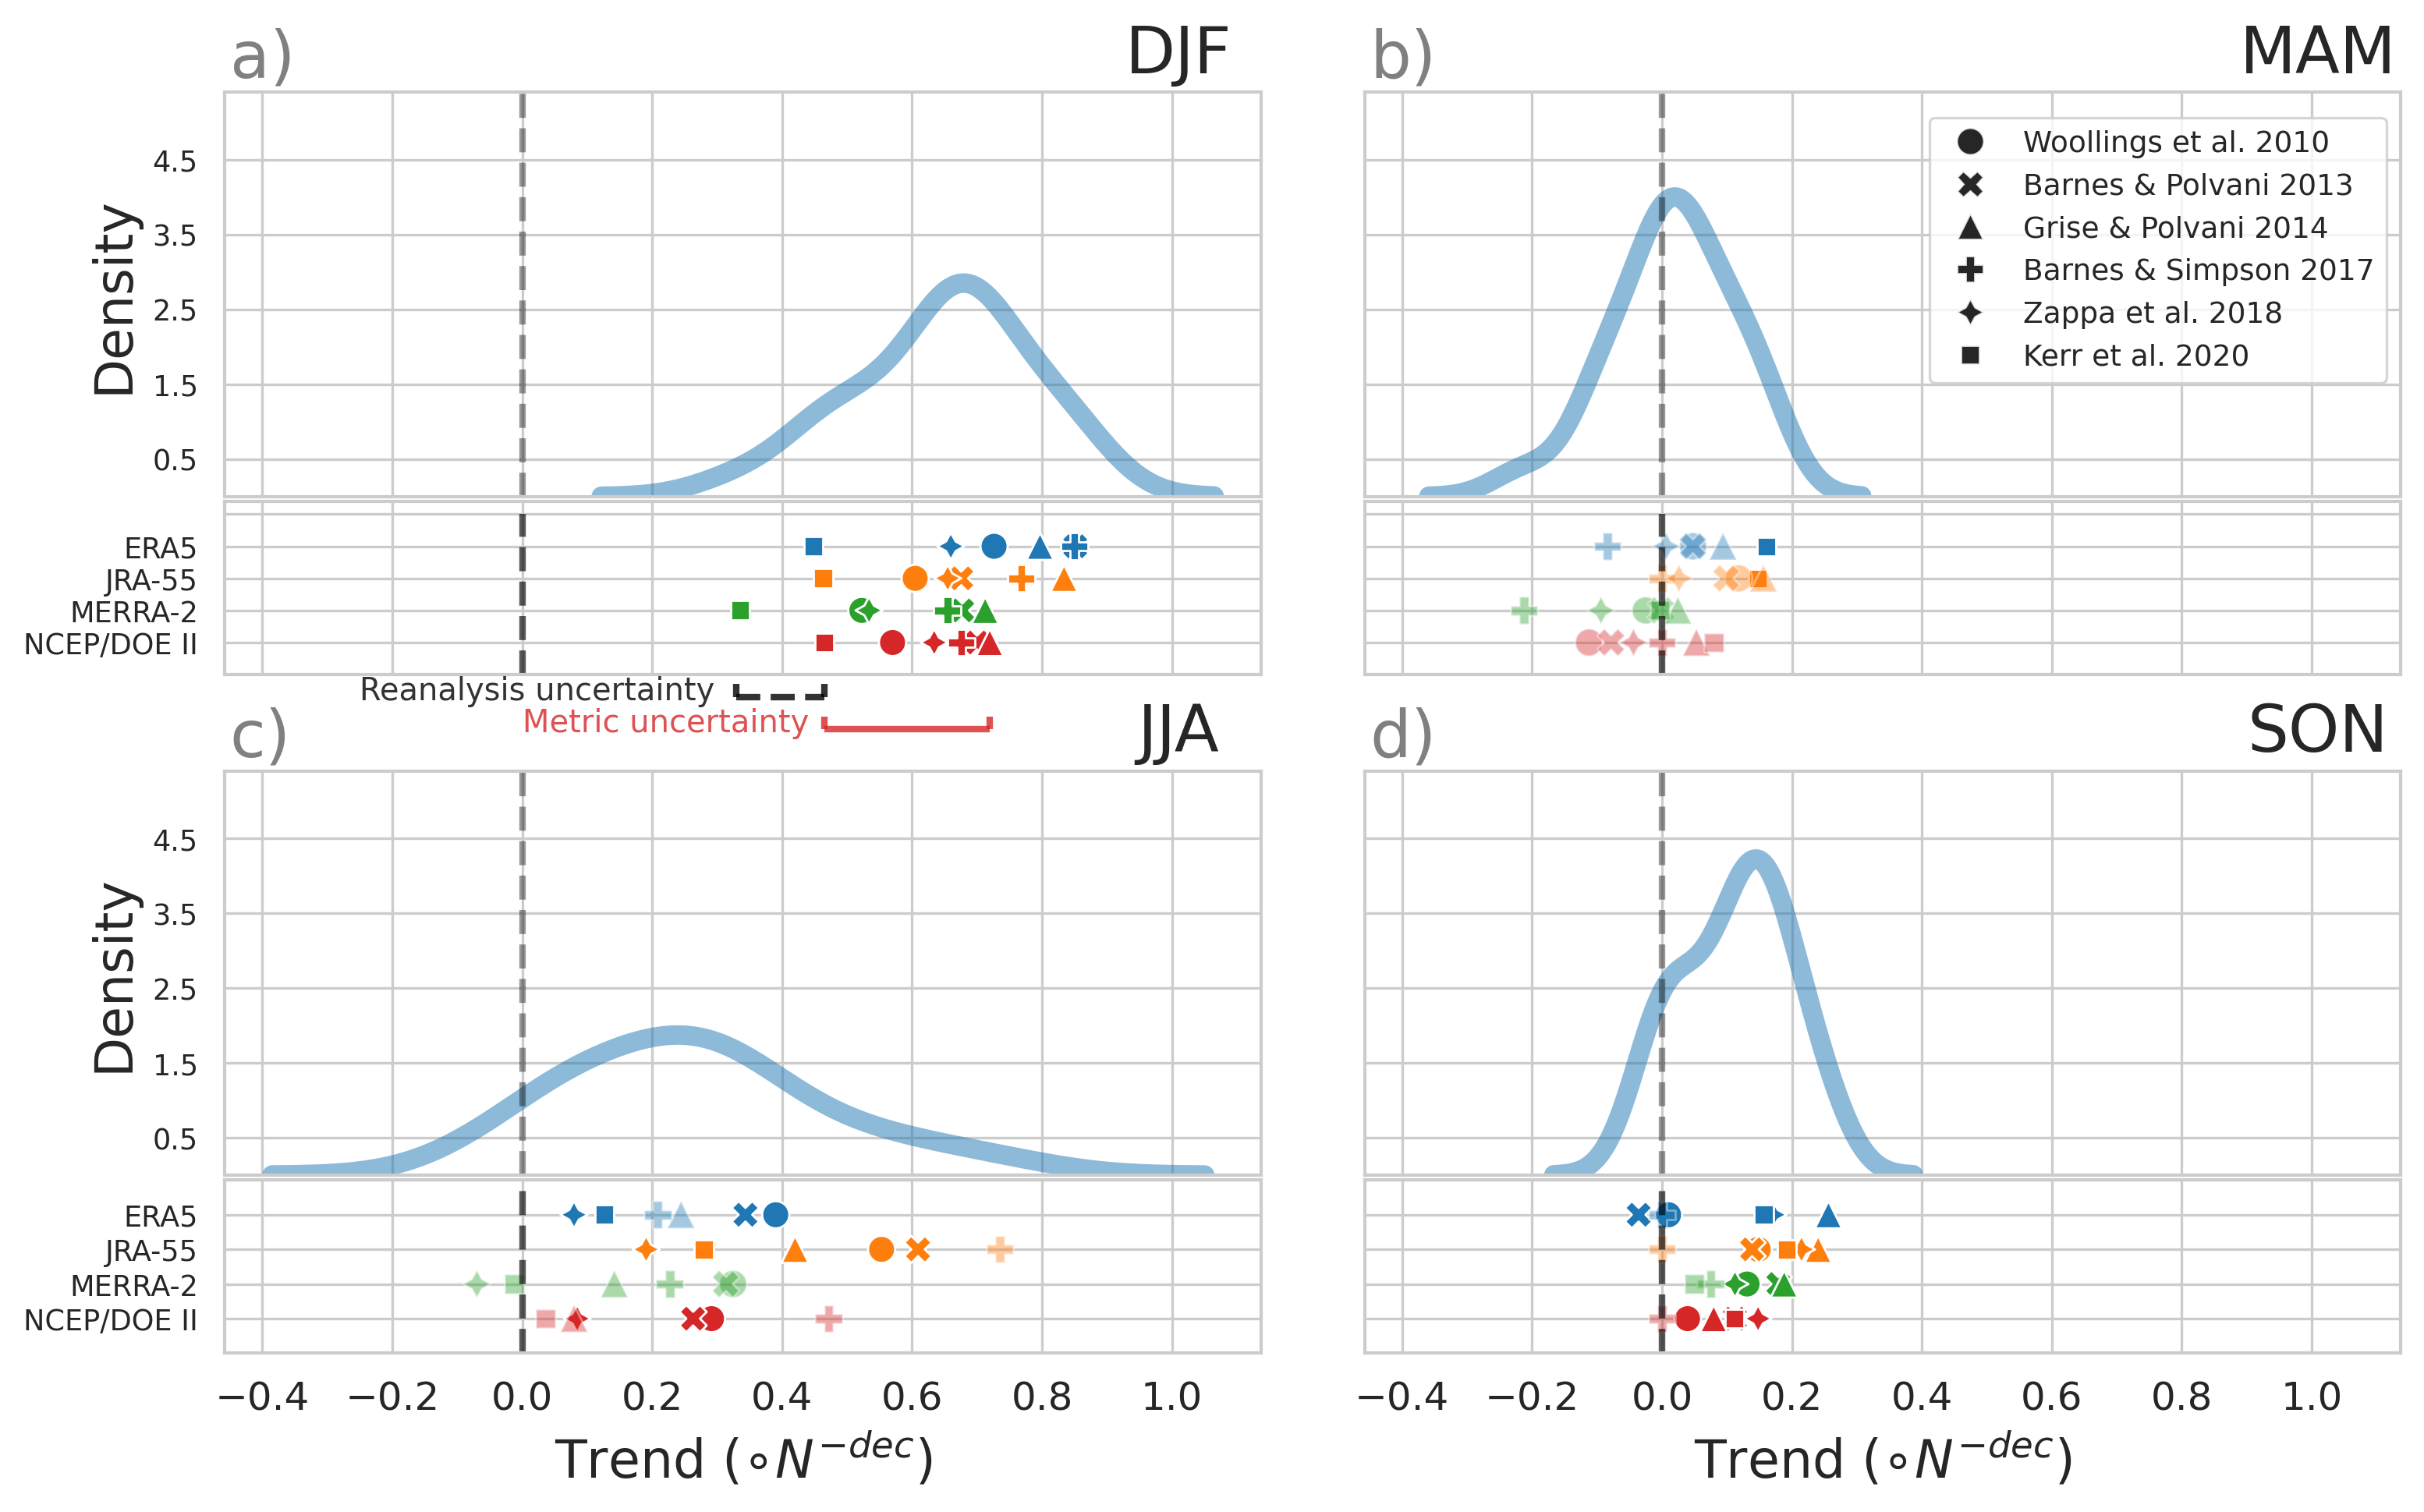 a) DJF
Density
4.5
3.5
2.5
1.5
0.5
ERA5
JRA-55
MERRA-2
NCEP/DOE II
b) MAM
Woollings et al. 2010
Barnes & Polvani 2013
Grise & Polvani 2014
Barnes & Simpson 2017
Zappa et al. 2018
Kerr et al. 2020
Reanalysis uncertainty
Metric uncertainty
c) JJA
Density
4.5
3.5
2.5
1.5
0.5
ERA5
JRA-55
MERRA-2
NCEP/DOE II
−0.4 −0.2 0.0 0.2 0.4 0.6 0.8 1.0
Trend (∘N^{−dec})
d) SON
−0.4 −0.2 0.0 0.2 0.4 0.6 0.8 1.0
Trend (∘N^{−dec})